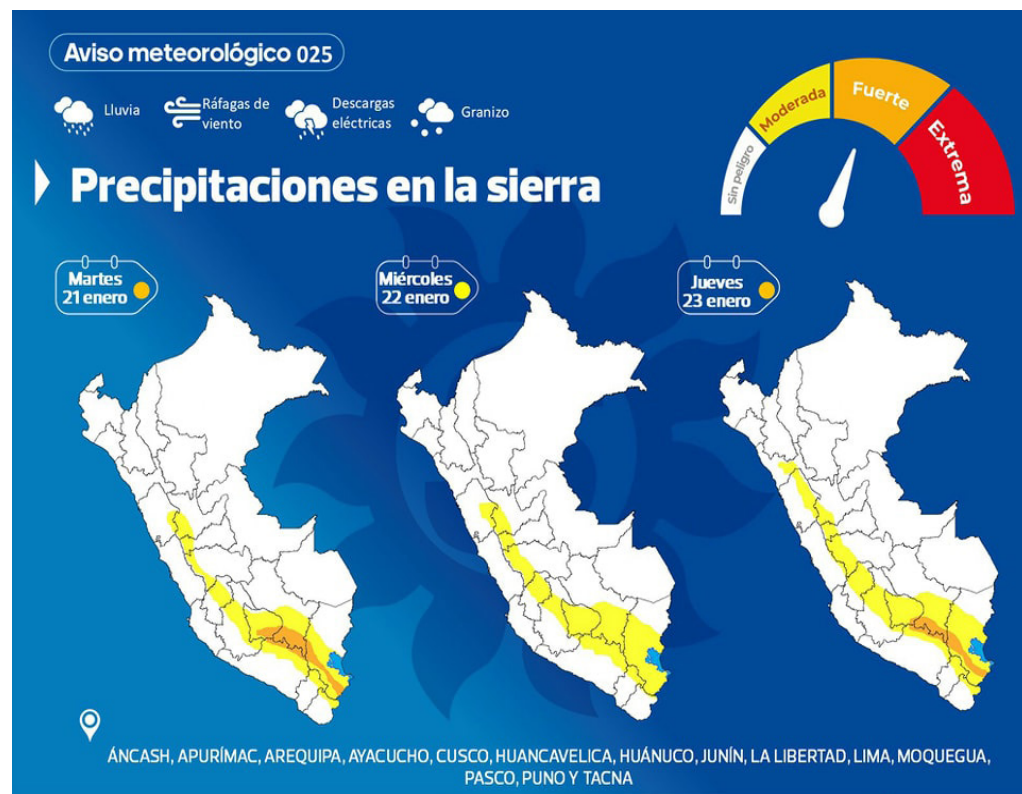 Aviso meteorológico 025
Lluvia
Ráfagas de
viento
Descargas
eléctricas
Granizo
Sin peligro
Moderada
Fuerte
Extrema
Precipitaciones en la sierra
Martes
21 enero
Miércoles
22 enero
Jueves
23 enero
ÁNCASH, APURÍMAC, AREQUIPA, AYACUCHO, CUSCO, HUANCAVELICA, HUÁNUCO, JUNÍN, LA LIBERTAD, LIMA, MOQUEGUA,
PASCO, PUNO Y TACNA